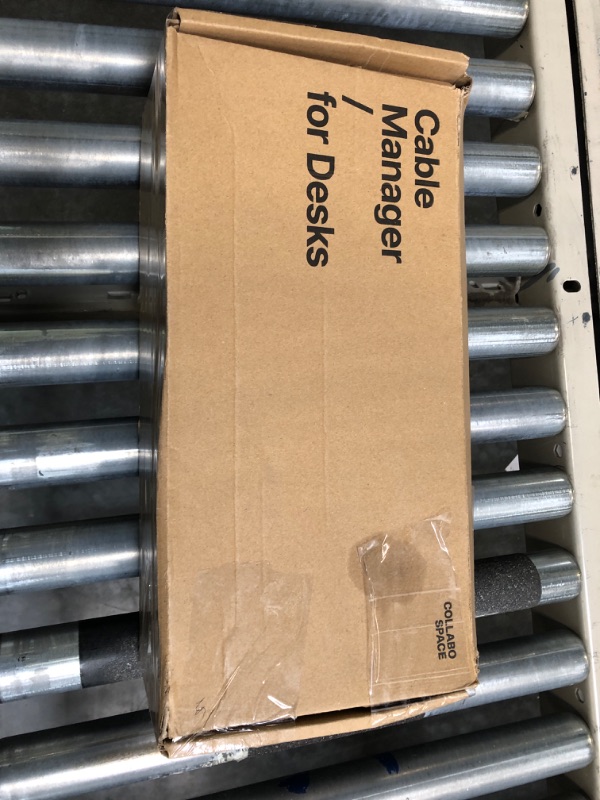 Cable
Manager
/
for Desks
COLLABO
SPACE